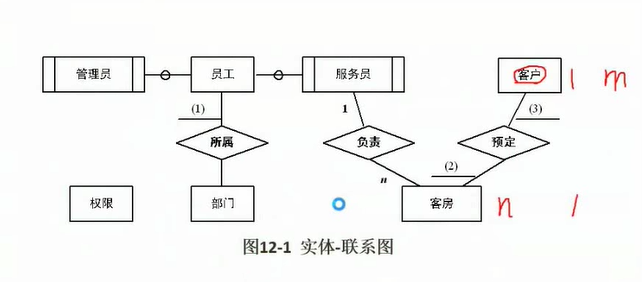 管理员 员工 服务员 客户 1 m
(1) 1 (3)
所属 负责 预定
n (2)
权限 部门 客房 n 1
图12-1 实体-联系图